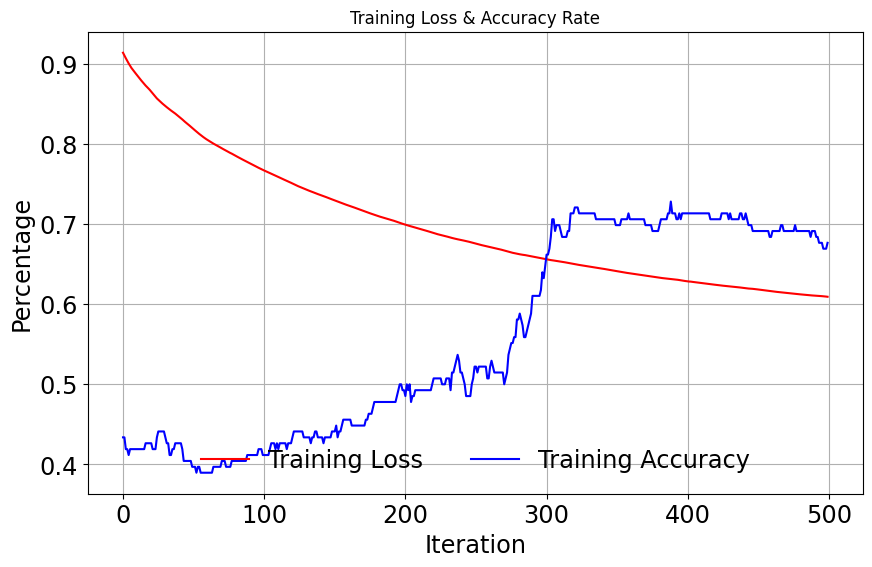 Training Loss & Accuracy Rate
Percentage
0.9
0.8
0.7
0.6
0.5
0.4
Training Loss Training Accuracy
0 100 200 300 400 500
Iteration